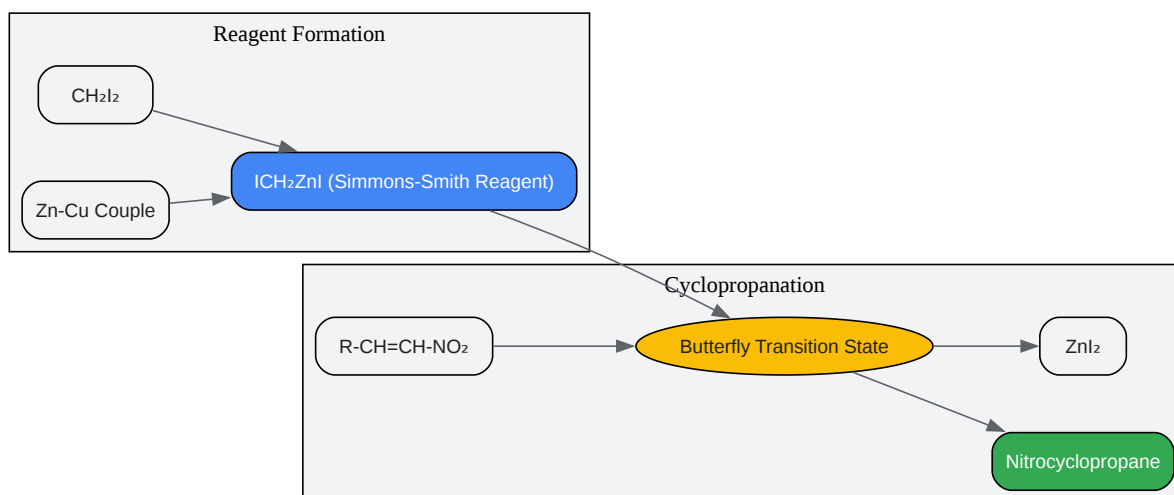 Reagent Formation
CH₂I₂
ICH₂ZnI (Simmons-Smith Reagent)
Zn-Cu Couple
Cyclopropanation
R-CH=CH-NO₂
Butterfly Transition State
ZnI₂
Nitrocyclopropane